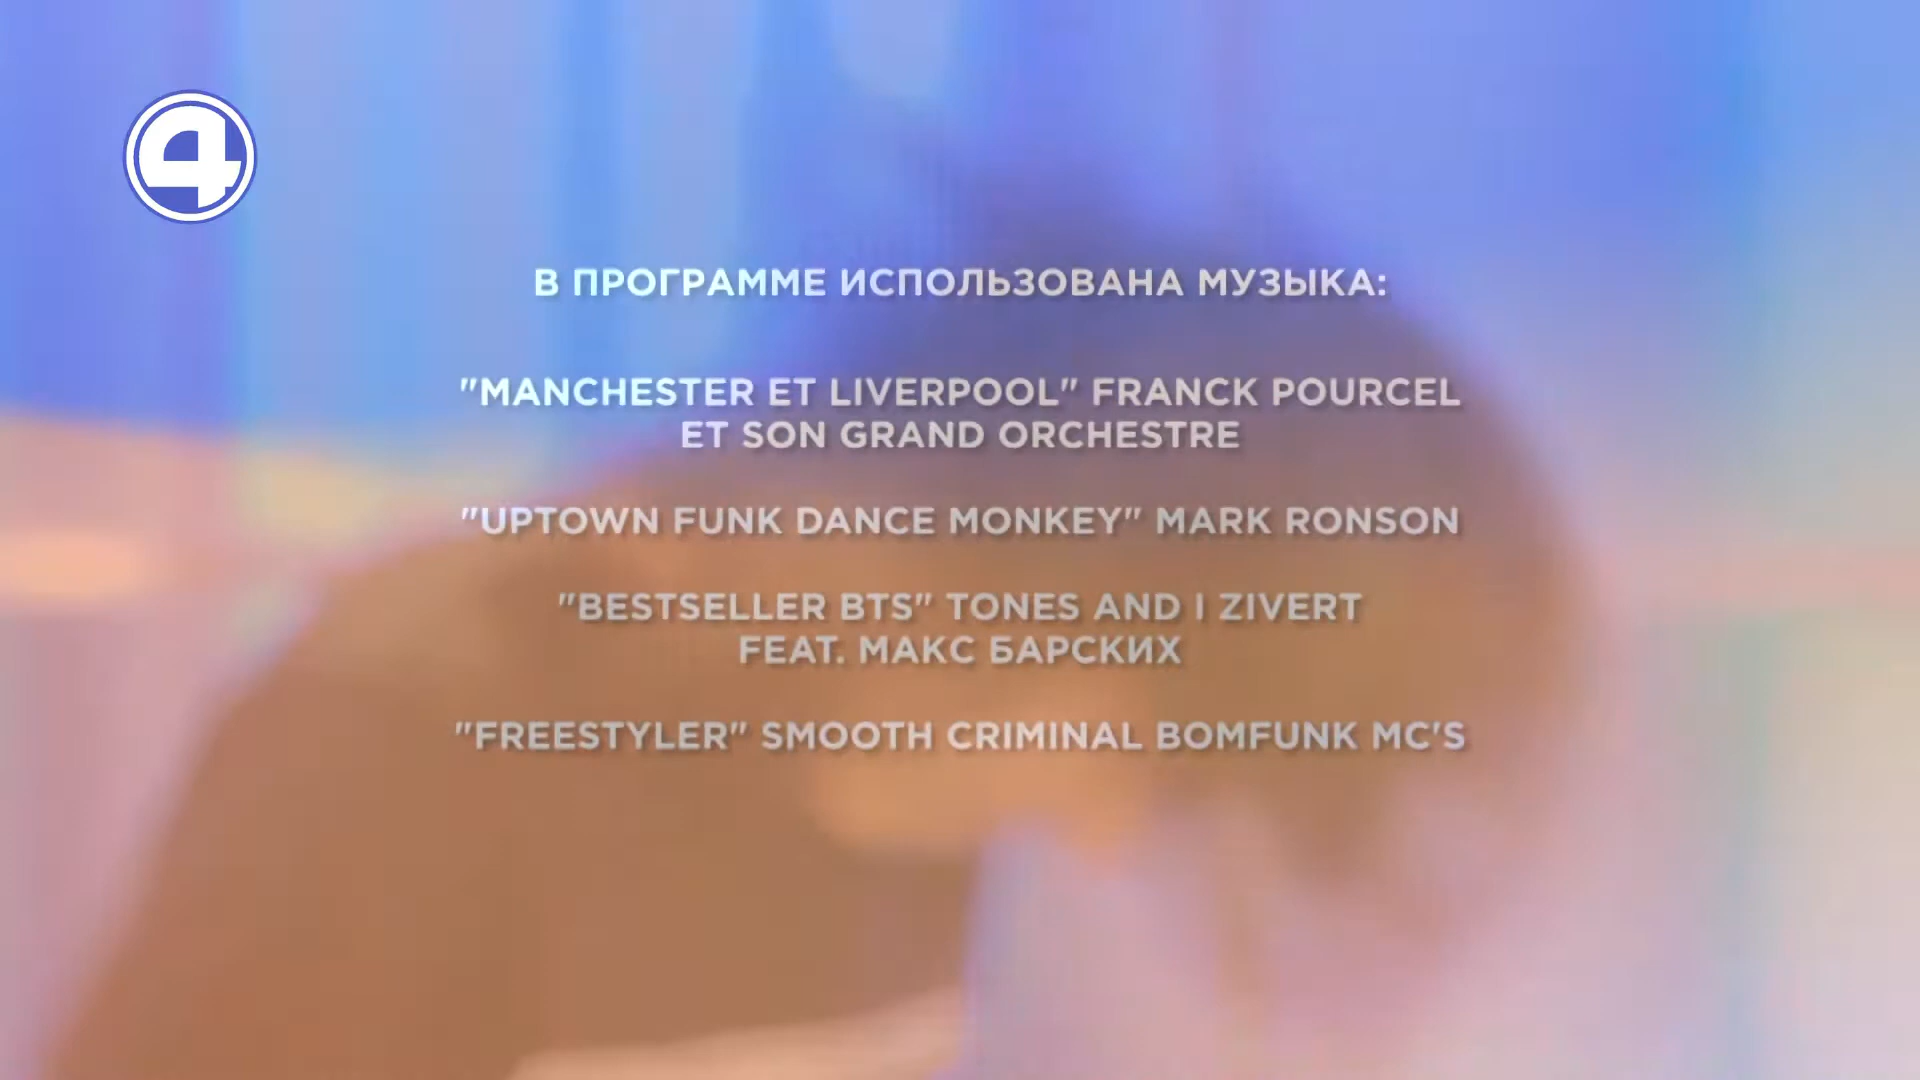 4
В ПРОГРАММЕ ИСПОЛЬЗОВАНА МУЗЫКА:
"MANCHESTER ET LIVERPOOL" FRANCK POURCEL
ET SON GRAND ORCHESTRE
"UPTOWN FUNK DANCE MONKEY" MARK RONSON
"BESTSELLER BTS" TONES AND I ZIVERT
FEAT. МАКС БАРСКИХ
"FREESTYLER" SMOOTH CRIMINAL BOMFUNK MC'S